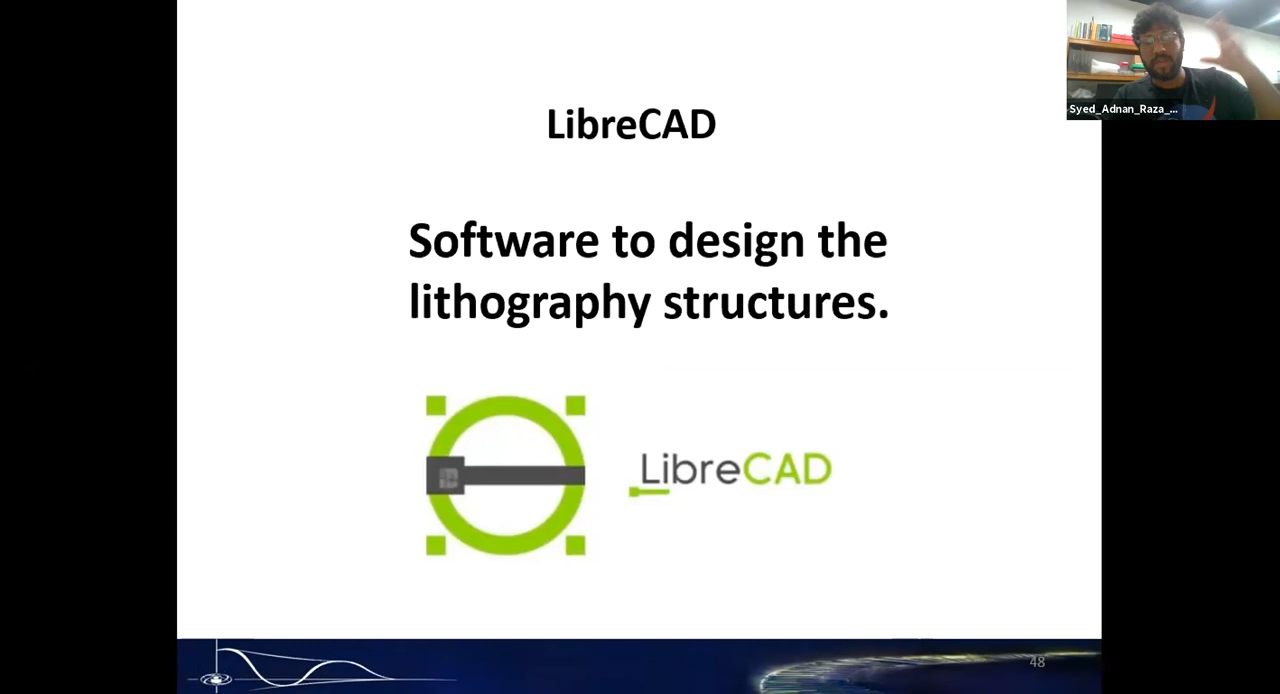 Syed_Adnan_Raza_...
LibreCAD
Software to design the
lithography structures.
LibreCAD
48